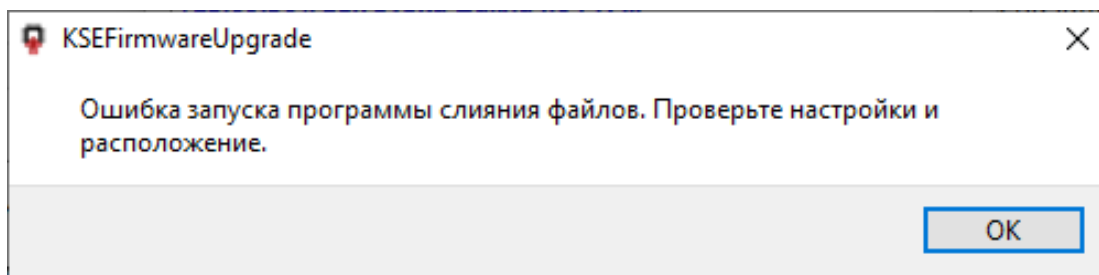 KSEFirmwareUpgrade
Ошибка запуска программы слияния файлов. Проверьте настройки и
расположение.
OK